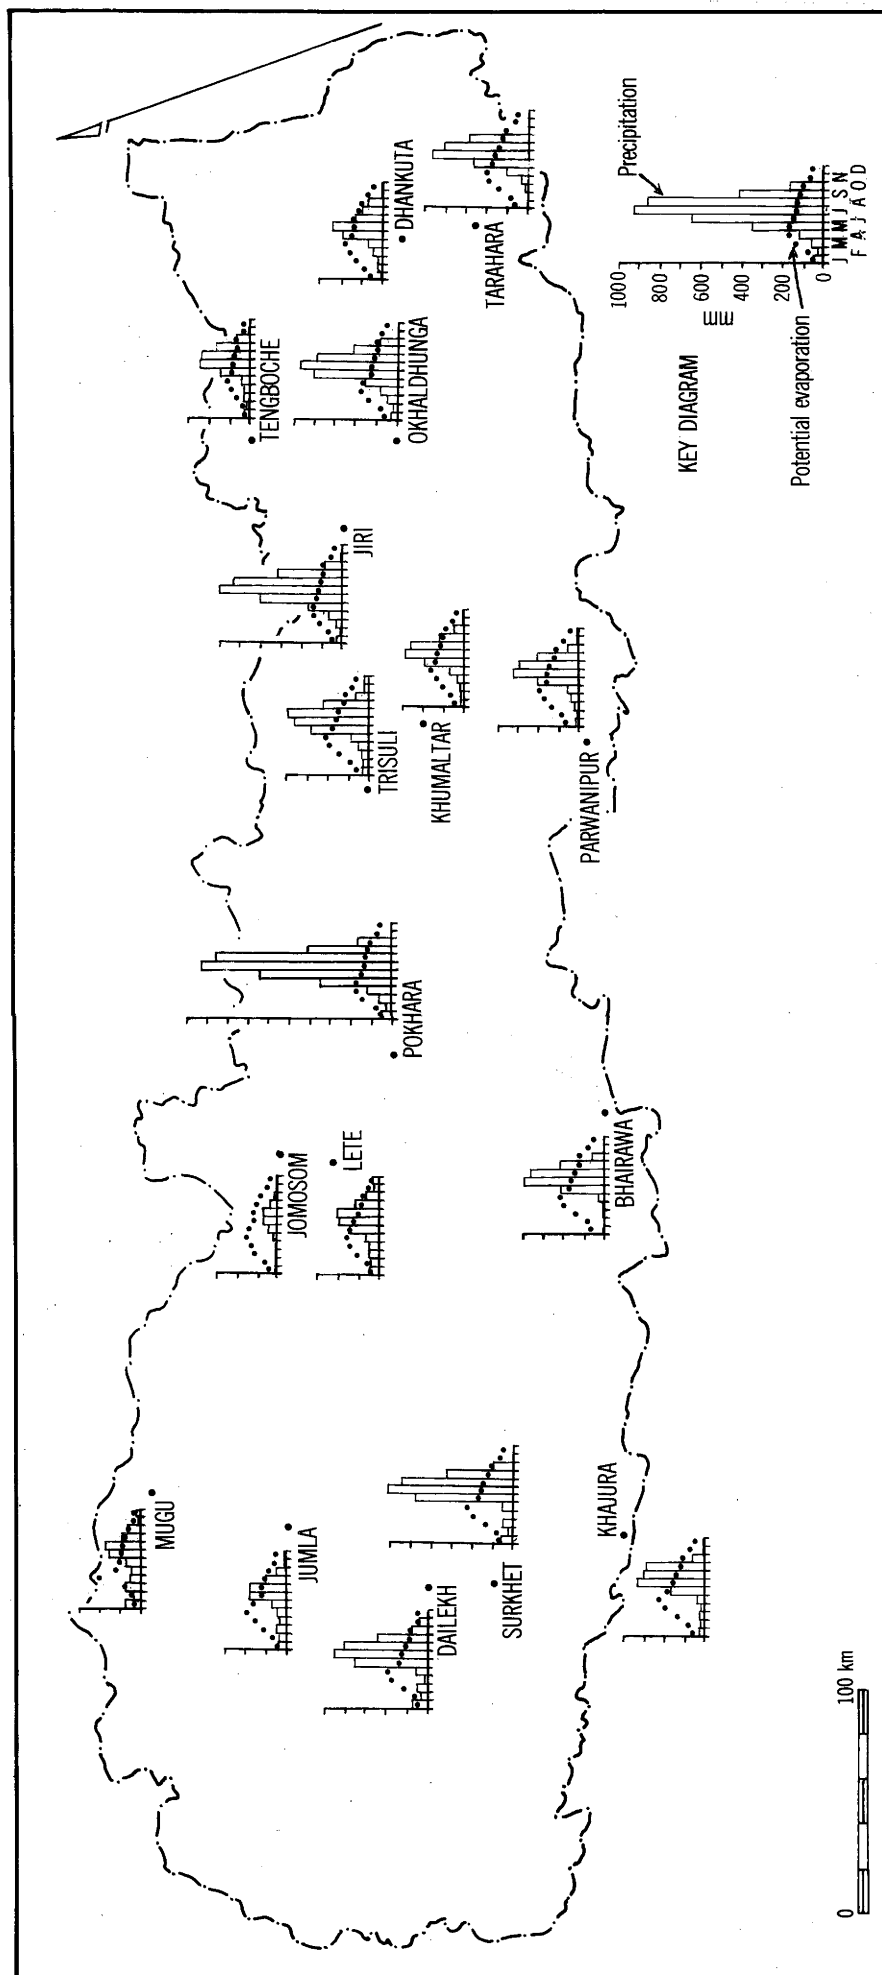 MUGU
JUMLA
DAILEKH
SURKHET
KHAJURA
JOMOSOM
LETE
BHAIRAWA
POKHARA
TRISULI
KHUMALTAR
PARWANIPUR
JIRI
TENGBOCHE
OKHALDHUNGA
DHANKUTA
TARAHARA
KEY DIAGRAM
Precipitation
Potential evaporation
1000
800
600
400
200
0
mm
J M M J S N
F A J A O D
0 100 km